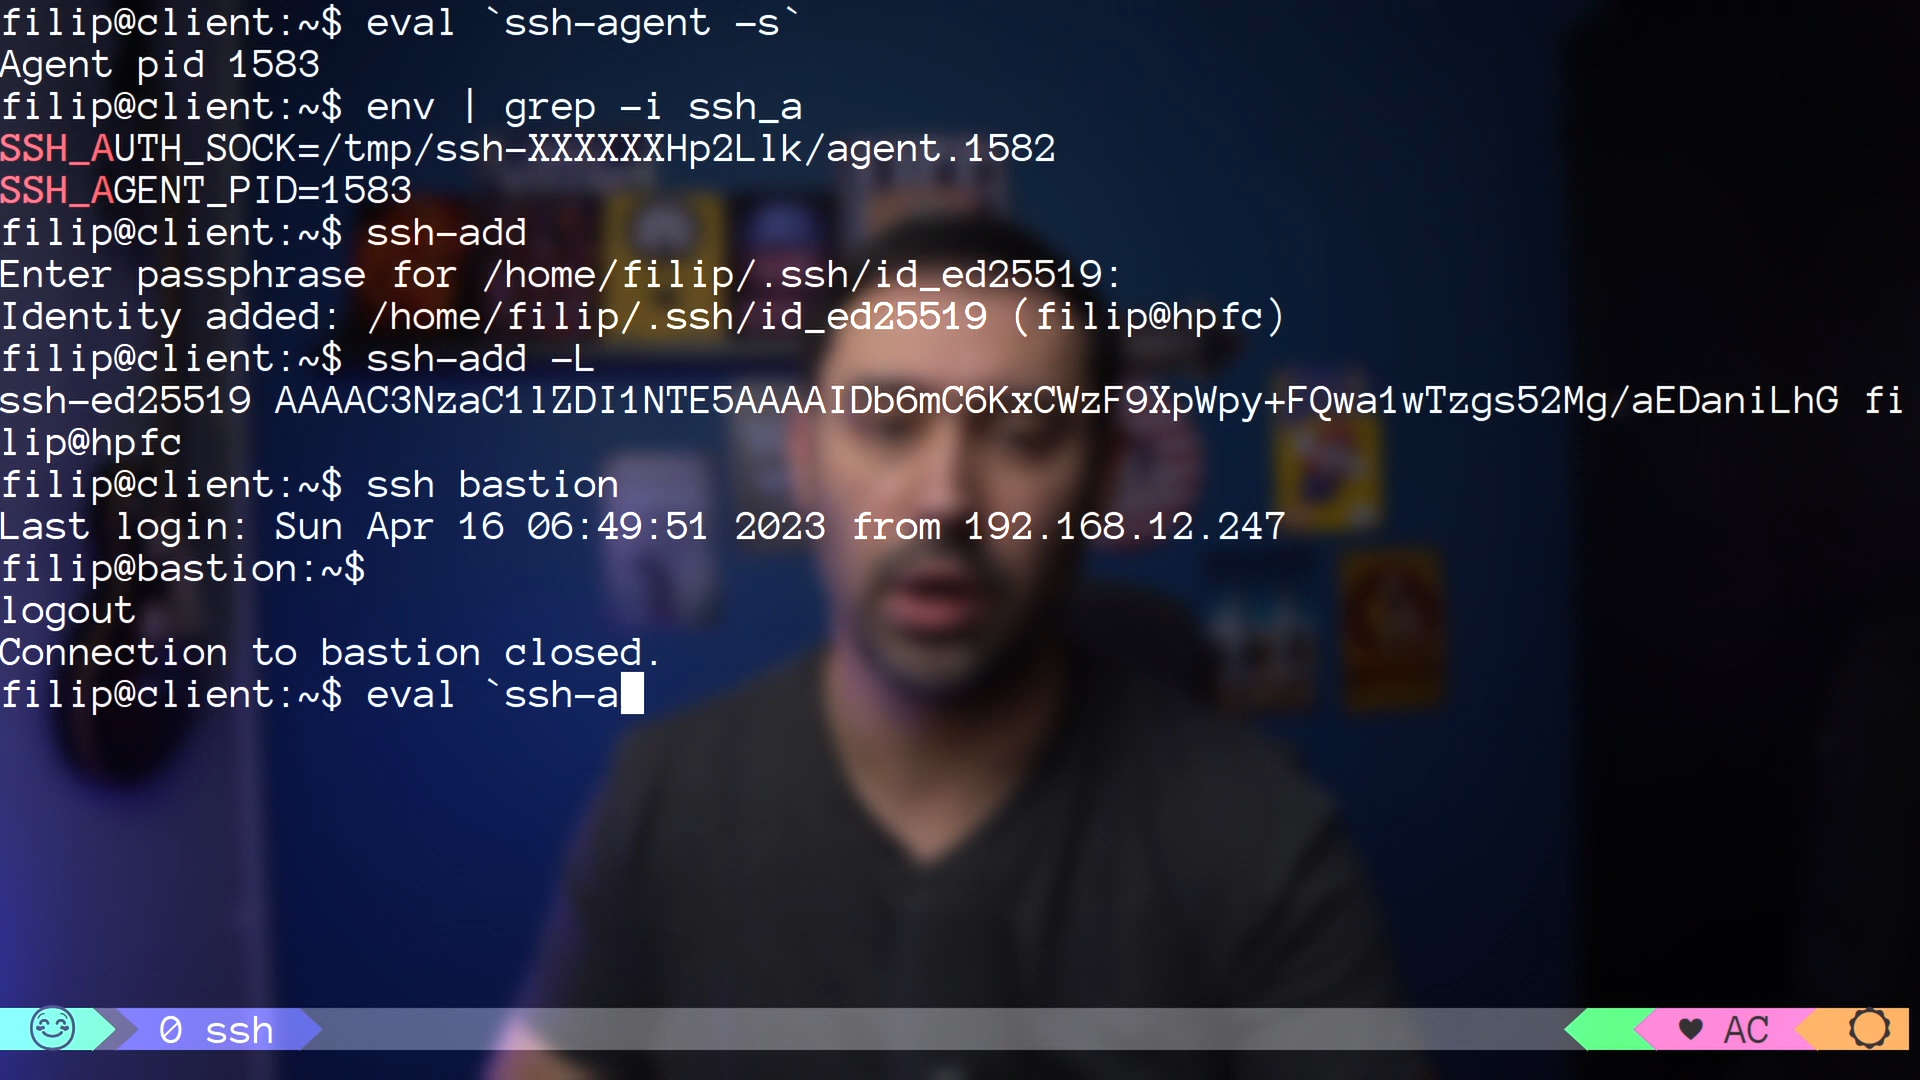 filip@client:~$ eval `ssh-agent -s`
Agent pid 1583
filip@client:~$ env | grep -i ssh_a
SSH_AUTH_SOCK=/tmp/ssh-XXXXXXHp2Llk/agent.1582
SSH_AGENT_PID=1583
filip@client:~$ ssh-add
Enter passphrase for /home/filip/.ssh/id_ed25519:
Identity added: /home/filip/.ssh/id_ed25519 (filip@hpfc)
filip@client:~$ ssh-add -L
ssh-ed25519 AAAAC3NzaC1lZDI1NTE5AAAAIDb6mC6KxCWzF9XpWpy+FQwa1wTzgs52Mg/aEDaniLhG fi
lip@hpfc
filip@client:~$ ssh bastion
Last login: Sun Apr 16 06:49:51 2023 from 192.168.12.247
filip@bastion:~$
logout
Connection to bastion closed.
filip@client:~$ eval `ssh-a
0 ssh
♥ AC